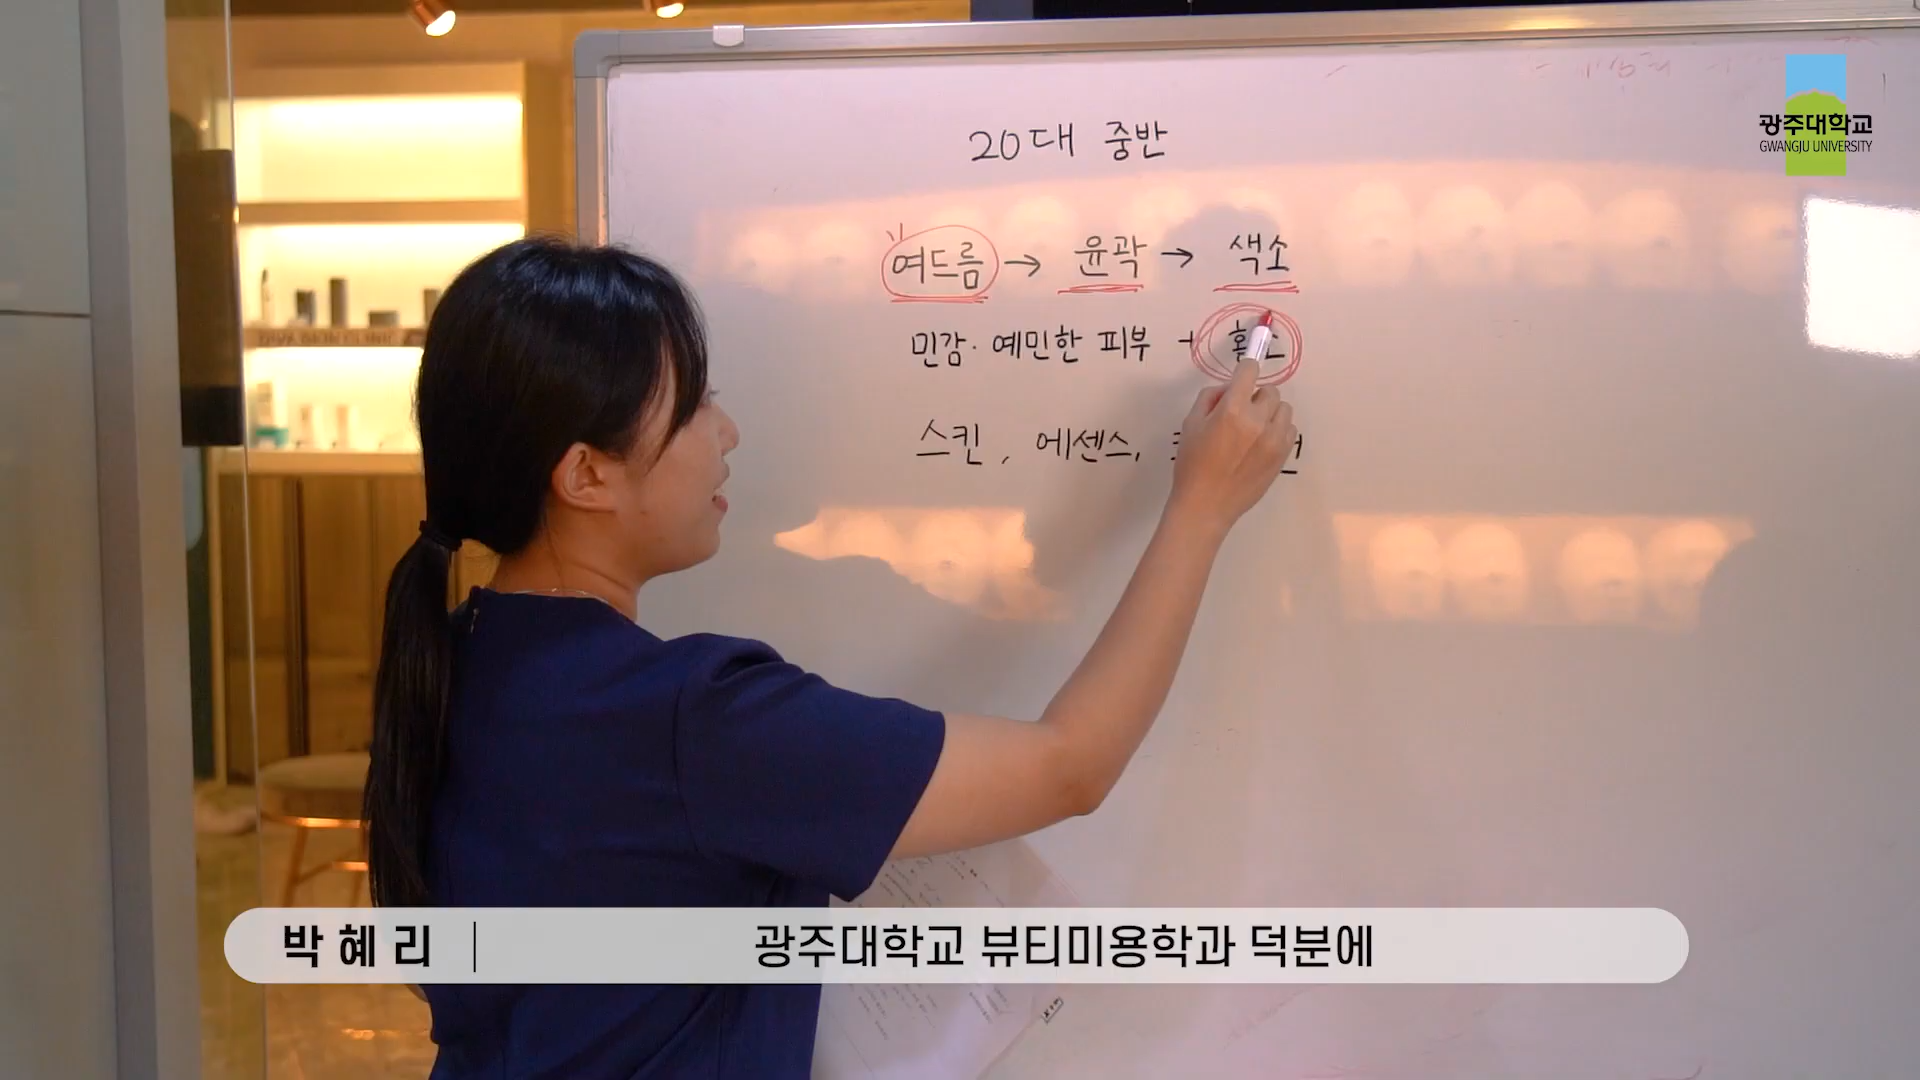 20대 중반
광주대학교
GWANGJU UNIVERSITY
여드름 → 윤곽 → 색소
민감·예민한 피부 +
스킨, 에센스,
박혜리 | 광주대학교 뷰티미용학과 덕분에